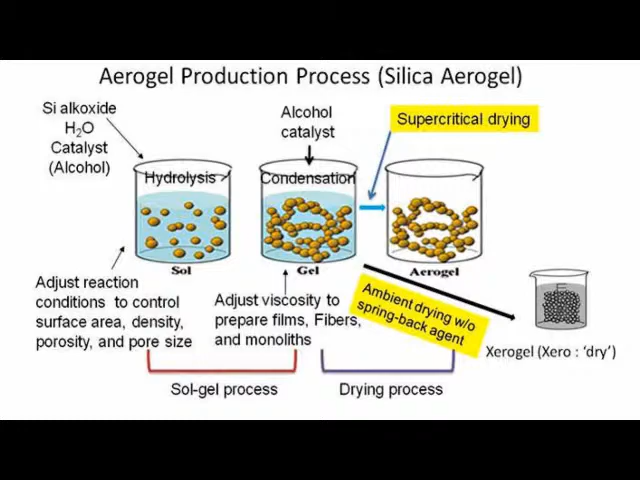 Aerogel Production Process (Silica Aerogel)
Si alkoxide
H₂O
Catalyst
(Alcohol)
Alcohol
catalyst
Supercritical drying
Hydrolysis
Condensation
Sol
Gel
Aerogel
Adjust reaction
conditions to control
surface area, density,
porosity, and pore size
Adjust viscosity to
prepare films, Fibers,
and monoliths
Ambient drying w/o
spring-back agent
Xerogel (Xero : ‘dry’)
Sol-gel process
Drying process